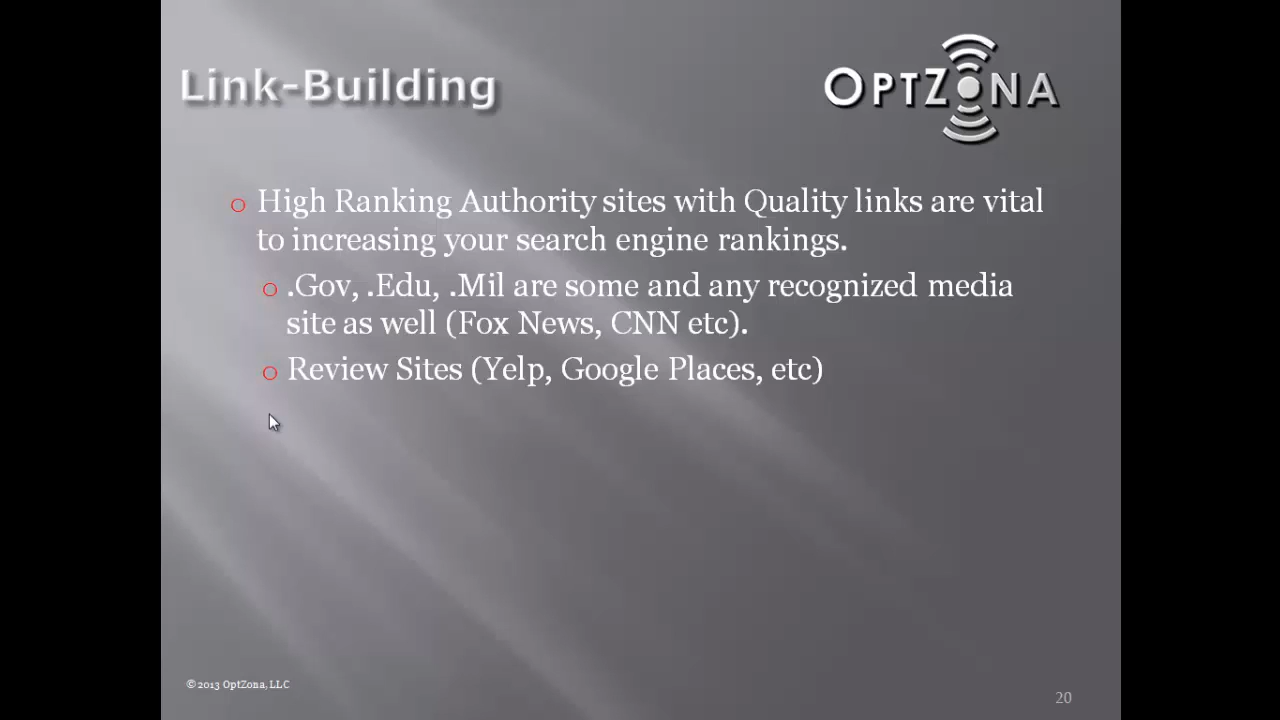 Link-Building
OPTZONA
High Ranking Authority sites with Quality links are vital
to increasing your search engine rankings.
.Gov, .Edu, .Mil are some and any recognized media
site as well (Fox News, CNN etc).
Review Sites (Yelp, Google Places, etc)
© 2013 OptZona, LLC
20